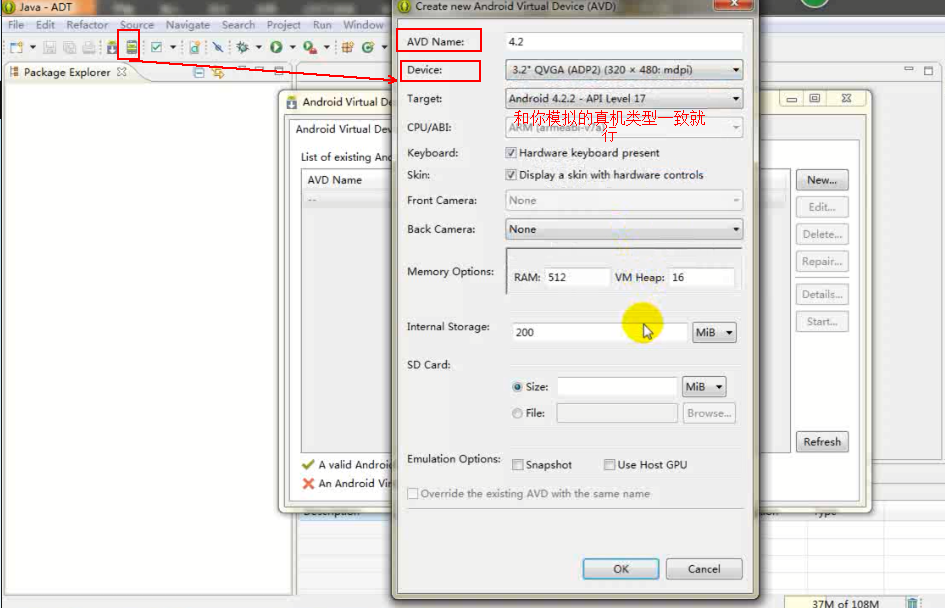 Java - ADT
File Edit Refactor Source Navigate Search Project Run Window
Package Explorer
Android Virtual De
Android Virtual Dev
List of existing And
AVD Name
--
New...
Edit...
Delete...
Repair...
Details...
Start...
Refresh
A valid Android
An Android Vir
Create new Android Virtual Device (AVD)
AVD Name: 4.2
Device: 3.2" QVGA (ADP2) (320 × 480: mdpi)
Target: Android 4.2.2 - API Level 17
和你模拟的真机类型一致就
行
CPU/ABI: ARM (armeabi-v7a)
Keyboard: Hardware keyboard present
Skin: Display a skin with hardware controls
Front Camera: None
Back Camera: None
Memory Options: RAM: 512 VM Heap: 16
Internal Storage: 200 MiB
SD Card:
Size: MiB
File: Browse...
Emulation Options: Snapshot Use Host GPU
Override the existing AVD with the same name
OK Cancel
37M of 108M